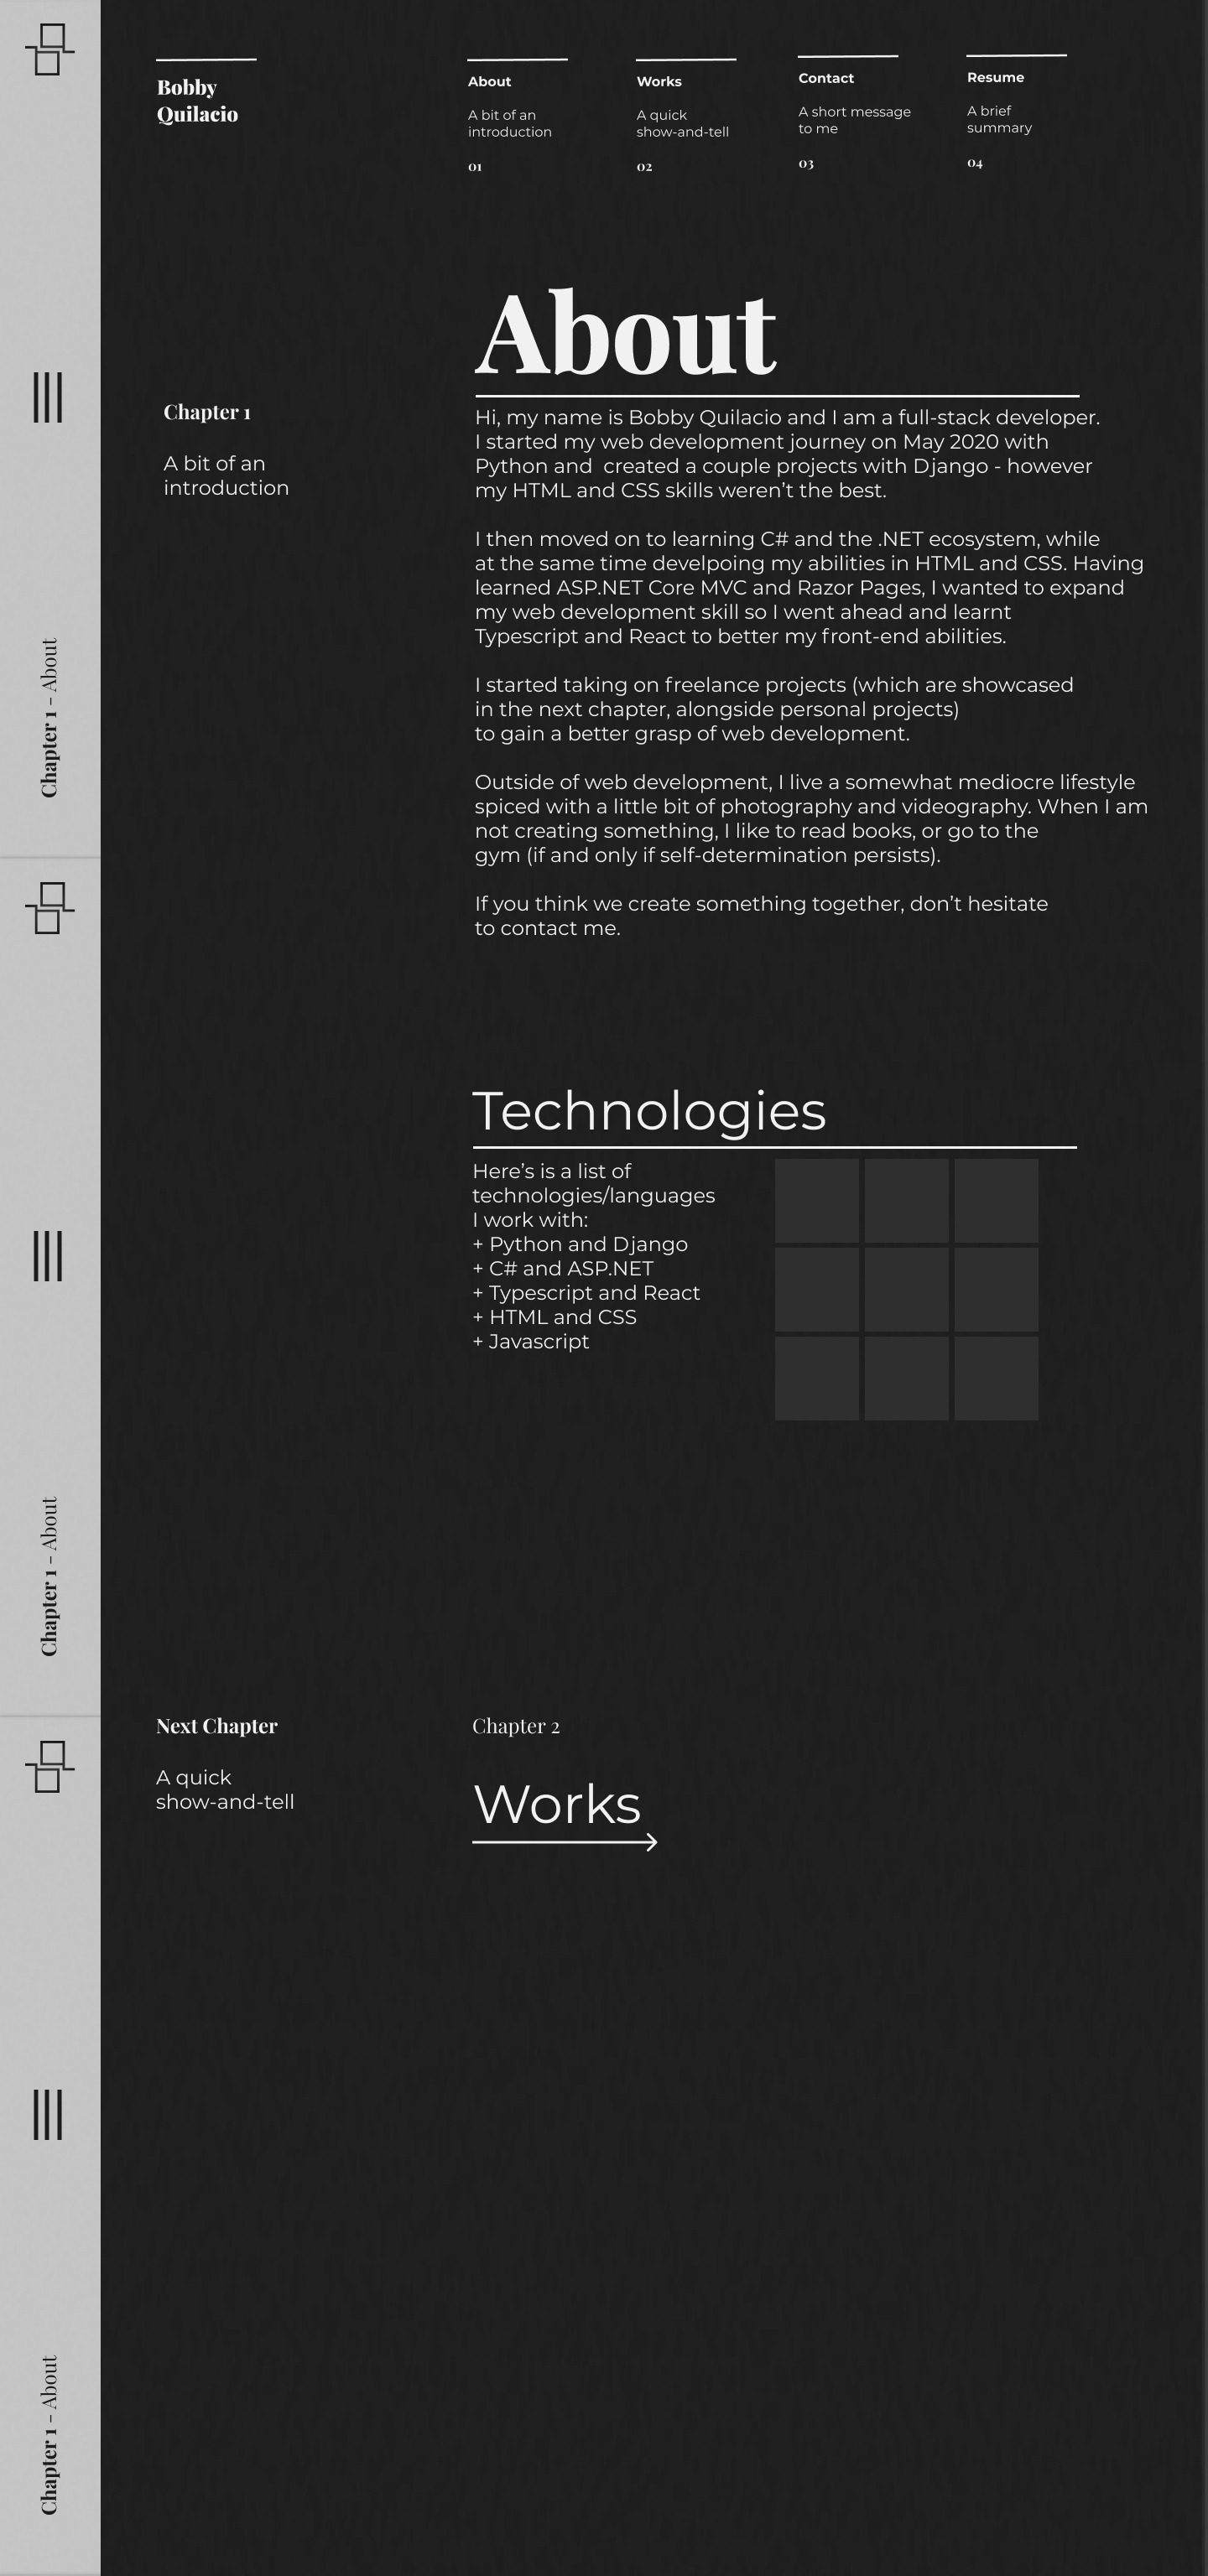 Bobby
Quilacio
About
A bit of an
introduction
01
Works
A quick
show-and-tell
02
Contact
A short message
to me
03
Resume
A brief
summary
04
About
Chapter 1
A bit of an
introduction
Hi, my name is Bobby Quilacio and I am a full-stack developer.
I started my web development journey on May 2020 with
Python and  created a couple projects with Django - however
my HTML and CSS skills weren’t the best.
I then moved on to learning C# and the .NET ecosystem, while
at the same time develpoing my abilities in HTML and CSS. Having
learned ASP.NET Core MVC and Razor Pages, I wanted to expand
my web development skill so I went ahead and learnt
Typescript and React to better my front-end abilities.
I started taking on freelance projects (which are showcased
in the next chapter, alongside personal projects)
to gain a better grasp of web development.
Outside of web development, I live a somewhat mediocre lifestyle
spiced with a little bit of photography and videography. When I am
not creating something, I like to read books, or go to the
gym (if and only if self-determination persists).
If you think we create something together, don’t hesitate
to contact me.
Chapter 1 – About
Technologies
Here’s is a list of
technologies/languages
I work with:
+ Python and Django
+ C# and ASP.NET
+ Typescript and React
+ HTML and CSS
+ Javascript
Chapter 1 – About
Next Chapter
A quick
show-and-tell
Chapter 2
Works
Chapter 1 – About